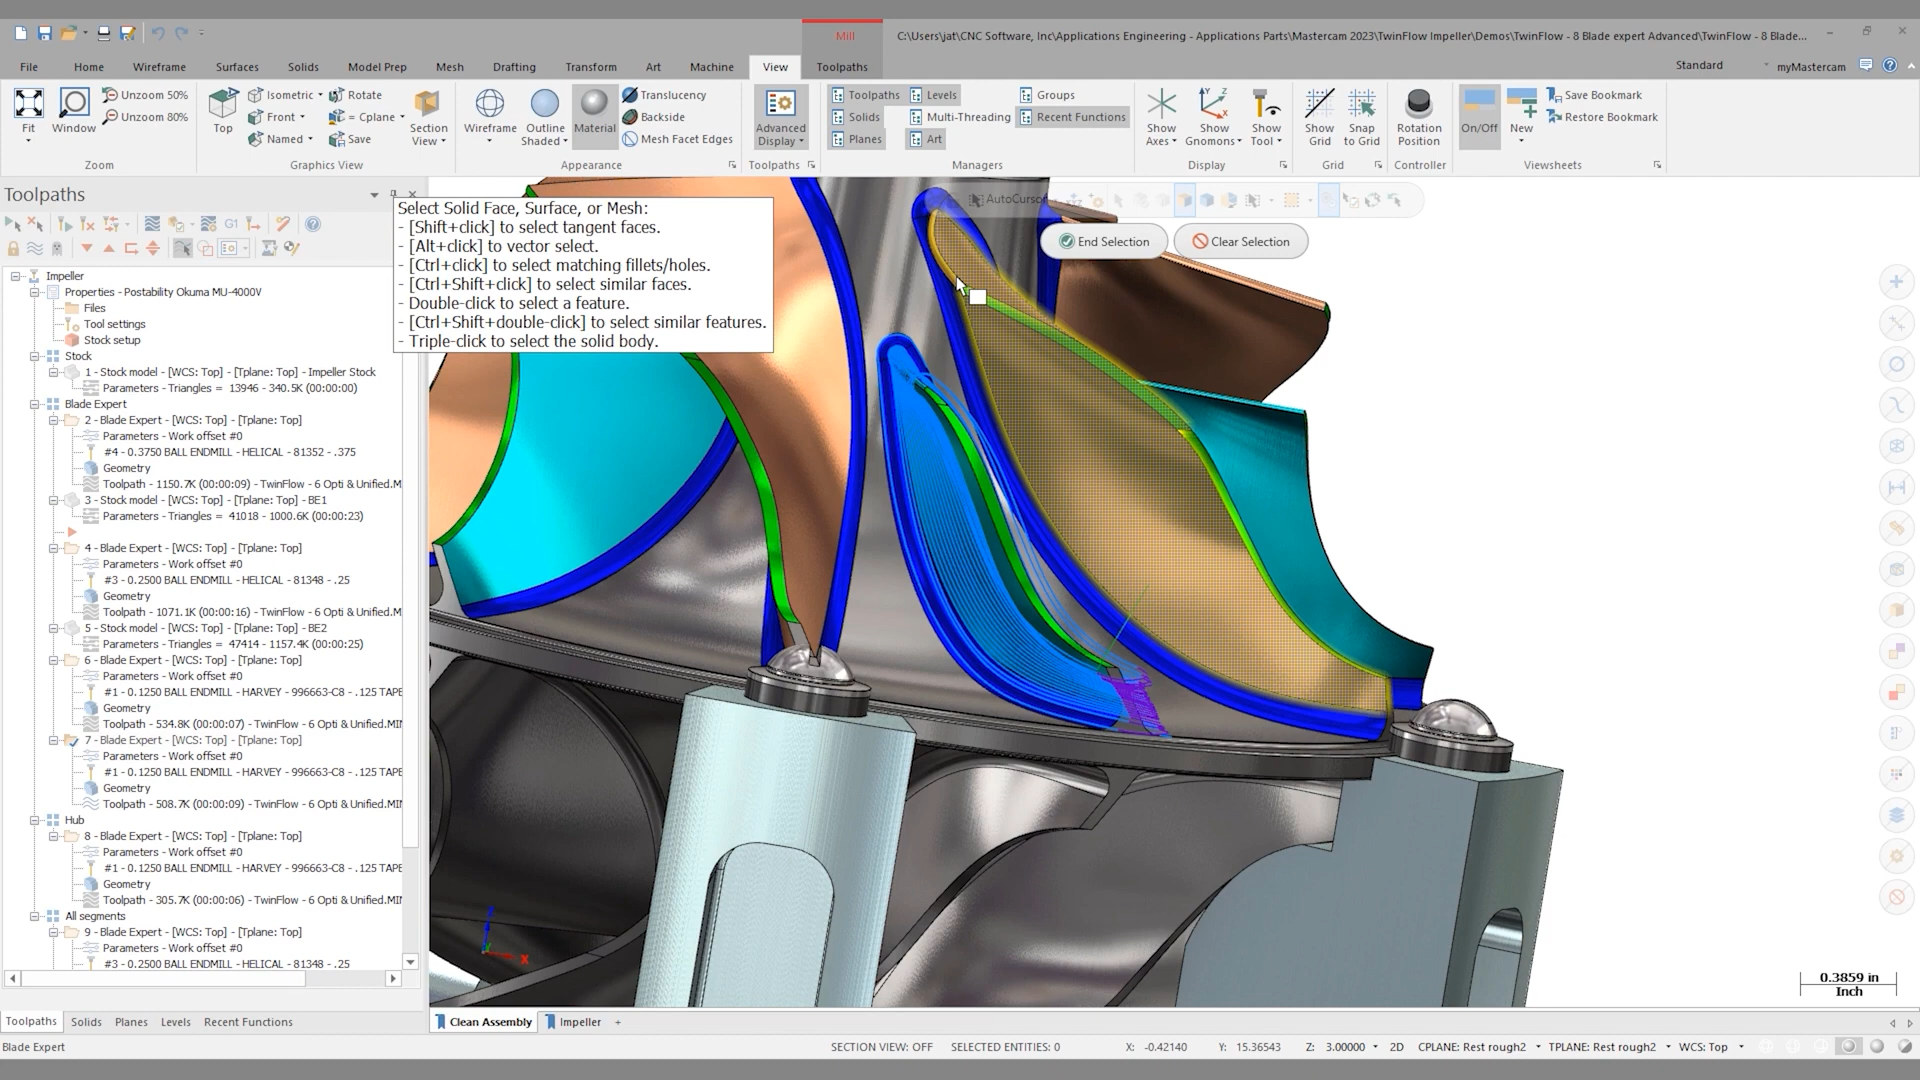 Mill
C:\Users\jat\CNC Software, Inc\Applications Engineering - Applications Parts\Mastercam 2023\TwinFlow Impeller\Demos\TwinFlow - 8 Blade expert Advanced\TwinFlow - 8 Blade...
File Home Wireframe Surfaces Solids Model Prep Mesh Drafting Transform Art Machine View Toolpaths Standard myMastercam
Fit
Window
Unzoom 50%
Unzoom 80%
Zoom
Top
Isometric
Front
Named
Rotate
= Cplane
Save
Section View
Graphics View
Wireframe
Outline Shaded
Material
Translucency
Backside
Mesh Facet Edges
Appearance
Advanced Display
Toolpaths
Toolpaths Levels Groups
Solids Multi-Threading Recent Functions
Planes Art
Managers
Show Axes
Show Gnomons
Show Tool
Display
Show Grid
Snap to Grid
Grid
Rotation Position
Controller
On/Off
New
Save Bookmark
Restore Bookmark
Viewsheets
Toolpaths
G1
AutoCursor
Select Solid Face, Surface, or Mesh:
- [Shift+click] to select tangent faces.
- [Alt+click] to vector select.
- [Ctrl+click] to select matching fillets/holes.
- [Ctrl+Shift+click] to select similar faces.
- Double-click to select a feature.
- [Ctrl+Shift+double-click] to select similar features.
- Triple-click to select the solid body.
End Selection
Clear Selection
Impeller
Properties - Postability Okuma MU-4000V
Files
Tool settings
Stock setup
Stock
1 - Stock model - [WCS: Top] - [Tplane: Top] - Impeller Stock
Parameters - Triangles = 13946 - 340.5K (00:00:00)
Blade Expert
2 - Blade Expert - [WCS: Top] - [Tplane: Top]
Parameters - Work offset #0
#4 - 0.3750 BALL ENDMILL - HELICAL - 81352 - .375
Geometry
Toolpath - 1150.7K (00:00:09) - TwinFlow - 6 Opti & Unified.M
3 - Stock model - [WCS: Top] - [Tplane: Top] - BE1
Parameters - Triangles = 41018 - 1000.6K (00:00:23)
4 - Blade Expert - [WCS: Top] - [Tplane: Top]
Parameters - Work offset #0
#3 - 0.2500 BALL ENDMILL - HELICAL - 81348 - .25
Geometry
Toolpath - 1071.1K (00:00:16) - TwinFlow - 6 Opti & Unified.M
5 - Stock model - [WCS: Top] - [Tplane: Top] - BE2
Parameters - Triangles = 47414 - 1157.4K (00:00:25)
6 - Blade Expert - [WCS: Top] - [Tplane: Top]
Parameters - Work offset #0
#1 - 0.1250 BALL ENDMILL - HARVEY - 996663-C8 - .125 TAPE
Geometry
Toolpath - 534.8K (00:00:07) - TwinFlow - 6 Opti & Unified.MI
7 - Blade Expert - [WCS: Top] - [Tplane: Top]
Parameters - Work offset #0
#1 - 0.1250 BALL ENDMILL - HARVEY - 996663-C8 - .125 TAPE
Geometry
Toolpath - 508.7K (00:00:09) - TwinFlow - 6 Opti & Unified.MI
Hub
8 - Blade Expert - [WCS: Top] - [Tplane: Top]
Parameters - Work offset #0
#1 - 0.1250 BALL ENDMILL - HARVEY - 996663-C8 - .125 TAPE
Geometry
Toolpath - 305.7K (00:00:06) - TwinFlow - 6 Opti & Unified.MI
All segments
9 - Blade Expert - [WCS: Top] - [Tplane: Top]
Parameters - Work offset #0
#3 - 0.2500 BALL ENDMILL - HELICAL - 81348 - .25
X
0.3859 in
Inch
Toolpaths Solids Planes Levels Recent Functions
Clean Assembly Impeller +
Blade Expert
SECTION VIEW: OFF SELECTED ENTITIES: 0 X: -0.42140 Y: 15.36543 Z: 3.00000 2D CPLANE: Rest rough2 TPLANE: Rest rough2 WCS: Top